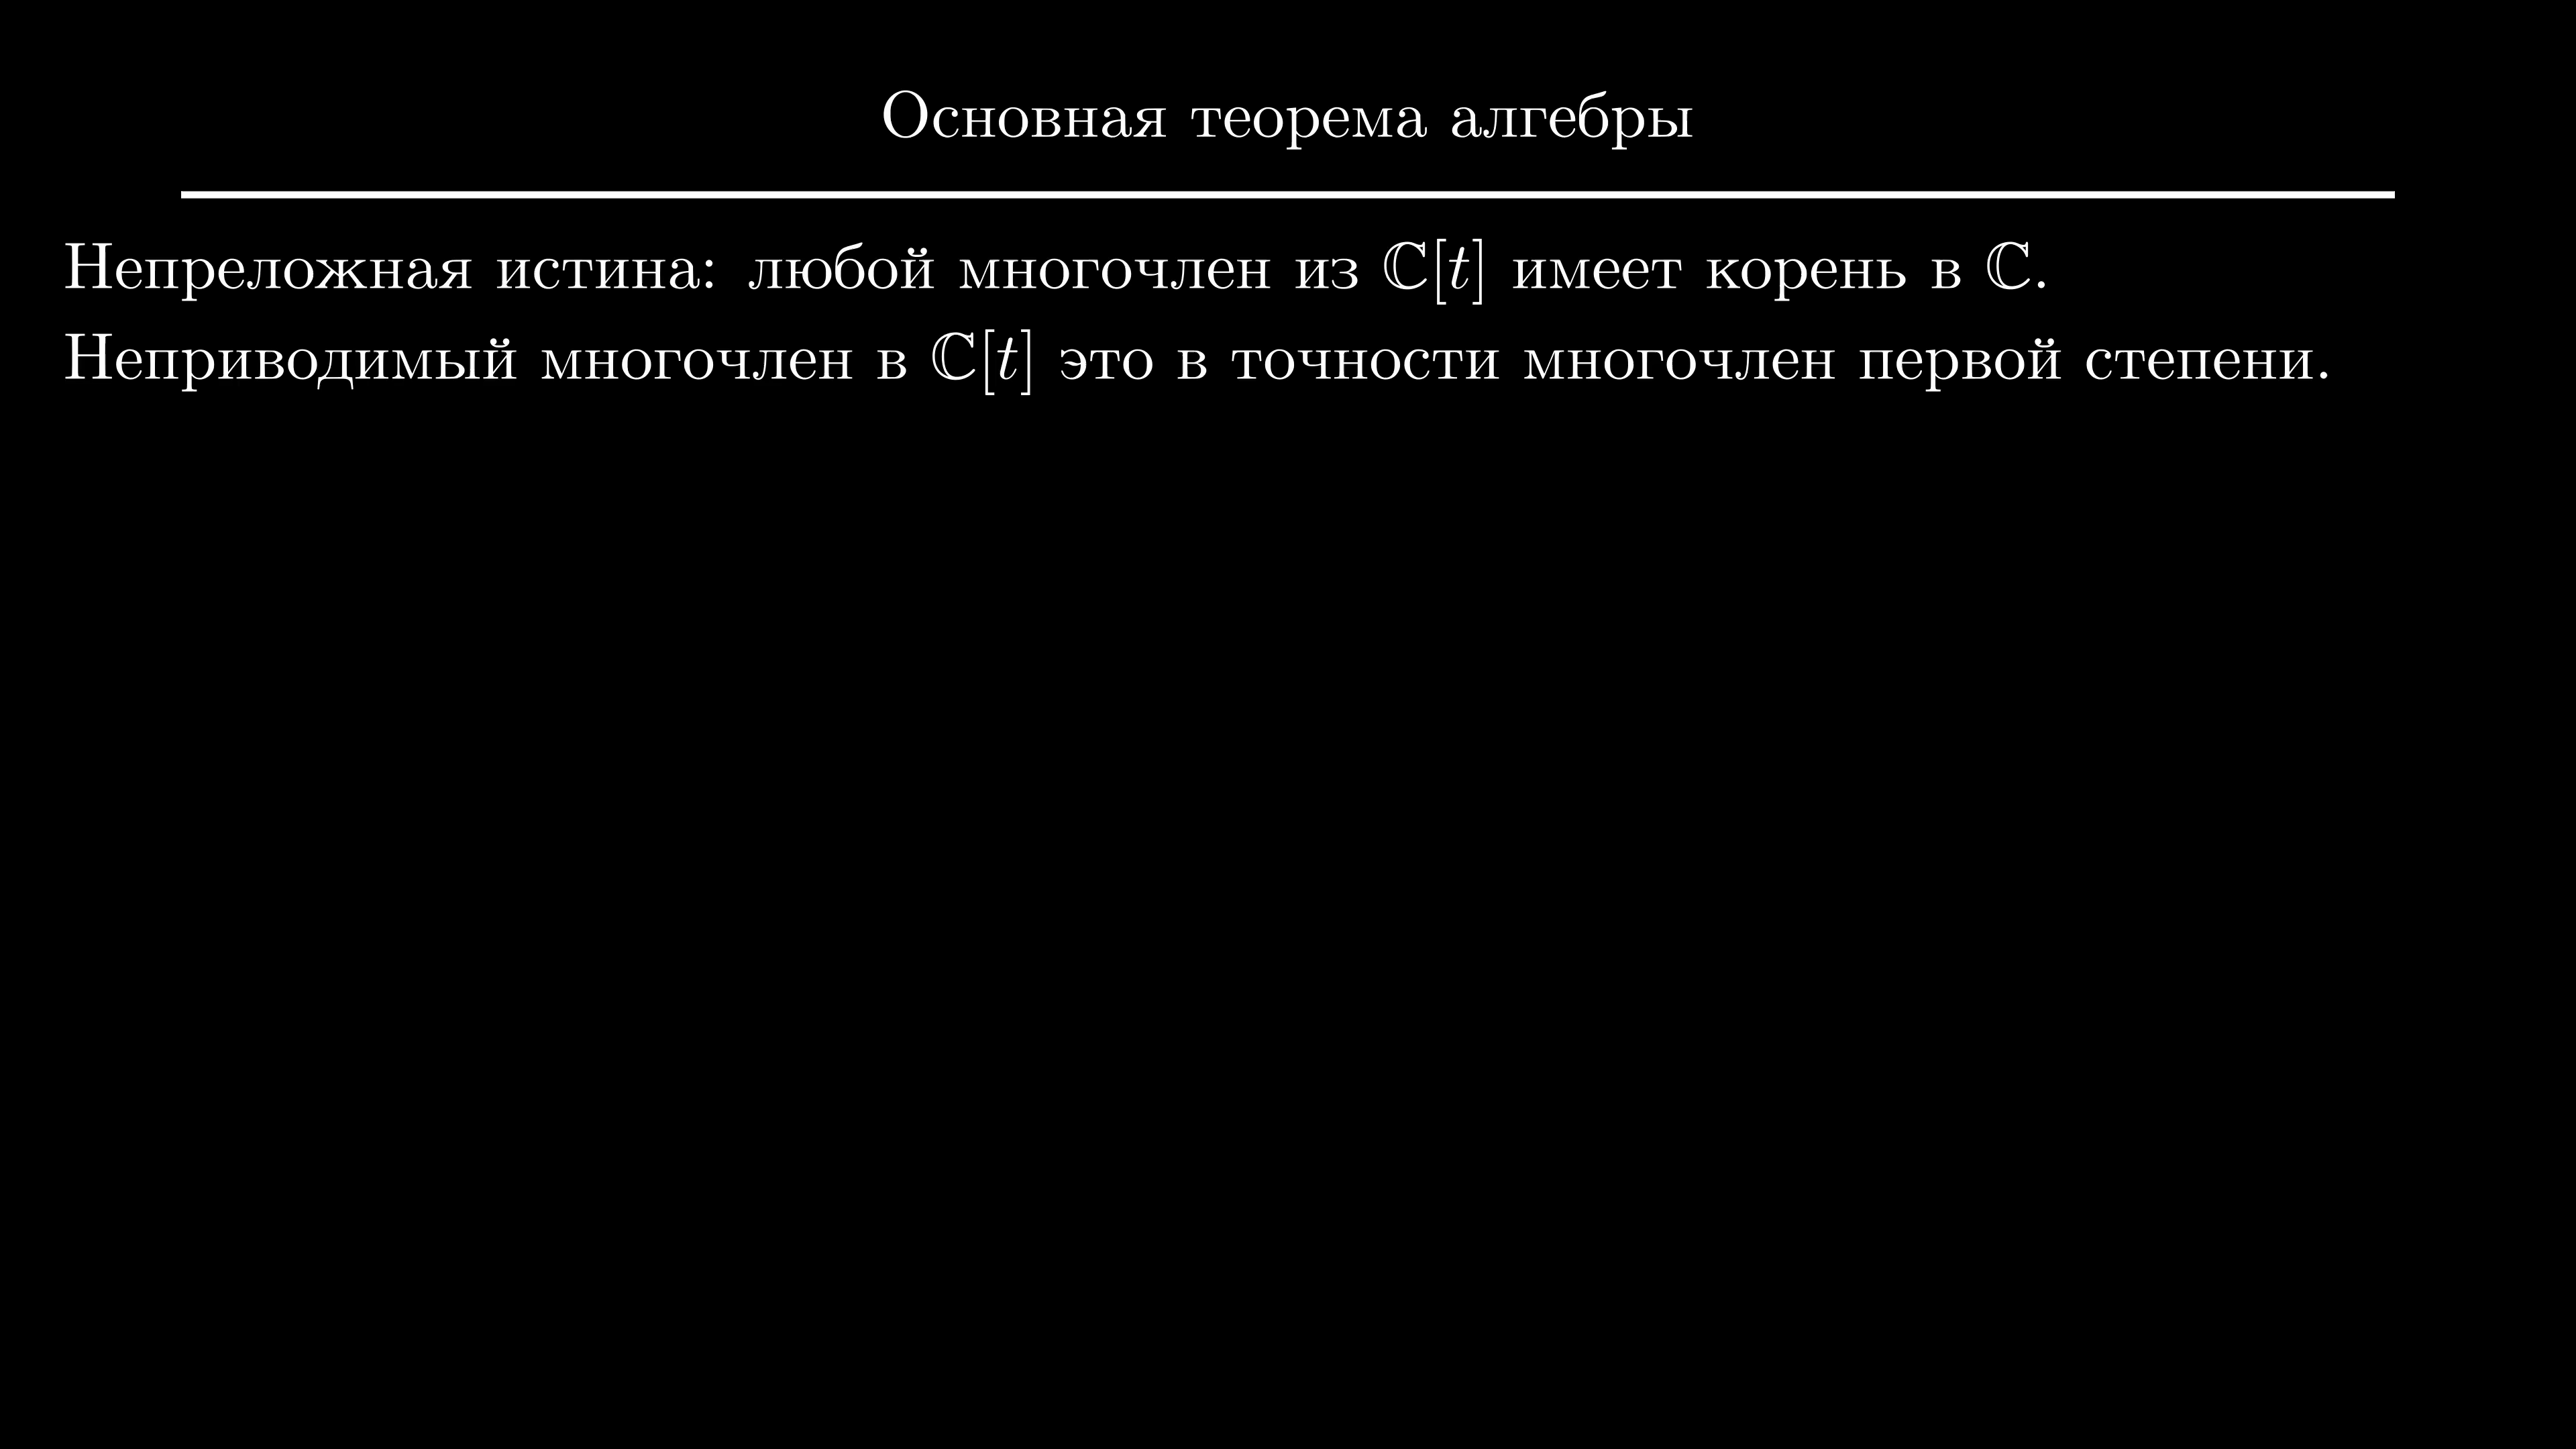 Основная теорема алгебры
Непреложная истина: любой многочлен из ℂ[t] имеет корень в ℂ.
Неприводимый многочлен в ℂ[t] это в точности многочлен первой степени.